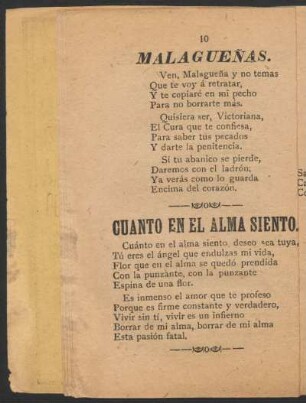 10
MALAGUEÑAS.
Ven, Malagueña y no temas
Que te voy á retratar,
Y te copiaré en mi pecho
Para no borrarte mas.
Quisiera ser, Victoriana,
El Cura que te confiesa,
Para saber tus pecados
Y darte la penitencia.
Si tu abanico se pierde,
Daremos con el ladrón;
Ya verás como lo guarda
Encima del corazón.
CUANTO EN EL ALMA SIENTO.
Cuánto en el alma siento, deseo sea tuya,
Tú eres el ángel que endulzas mi vida,
Flor que en el alma se quedó prendida
Con la punzante, con la punzante
Espina de una flor.
Es inmenso el amor que te profeso
Porque es firme constante y verdadero,
Vivir sin tí, vivir es un infierno
Borrar de mi alma, borrar de mi alma
Esta pasión fatal.
Sa
Ca
Co